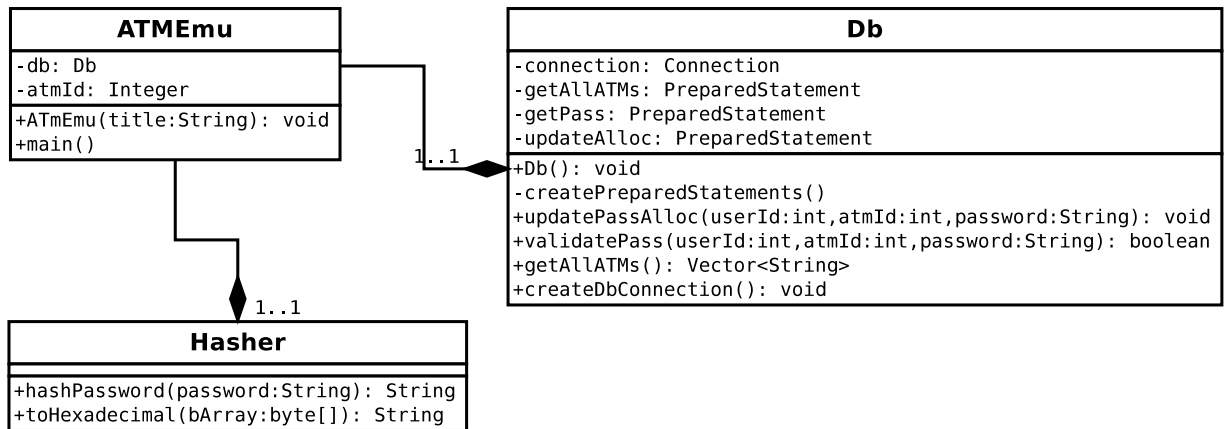 ATMEmu
-db: Db
-atmId: Integer
+ATmEmu(title:String): void
+main()
Db
-connection: Connection
-getAllATMs: PreparedStatement
-getPass: PreparedStatement
-updateAlloc: PreparedStatement
+Db(): void
-createPreparedStatements()
+updatePassAlloc(userId:int,atmId:int,password:String): void
+validatePass(userId:int,atmId:int,password:String): boolean
+getAllATMs(): Vector<String>
+createDbConnection(): void
1..1
1..1
Hasher
+hashPassword(password:String): String
+toHexadecimal(bArray:byte[]): String